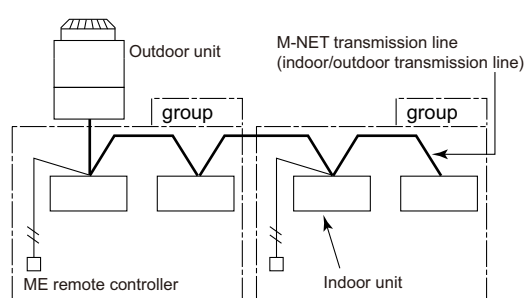 Outdoor unit
M-NET transmission line
(indoor/outdoor transmission line)
group
group
ME remote controller
Indoor unit